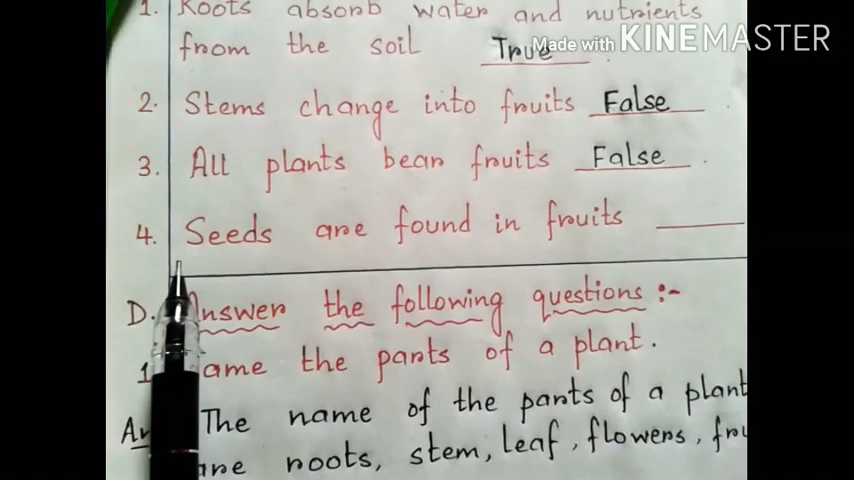 1. Roots absorb water and nutrients
from the soil True.
Made with KINEMASTER
2. Stems change into fruits False
3. All plants bear fruits False.
4. Seeds are found in fruits
D. Answer the following questions :-
1. Name the parts of a plant.
The name of the parts of a plant
are roots, stem, leaf, flowers,